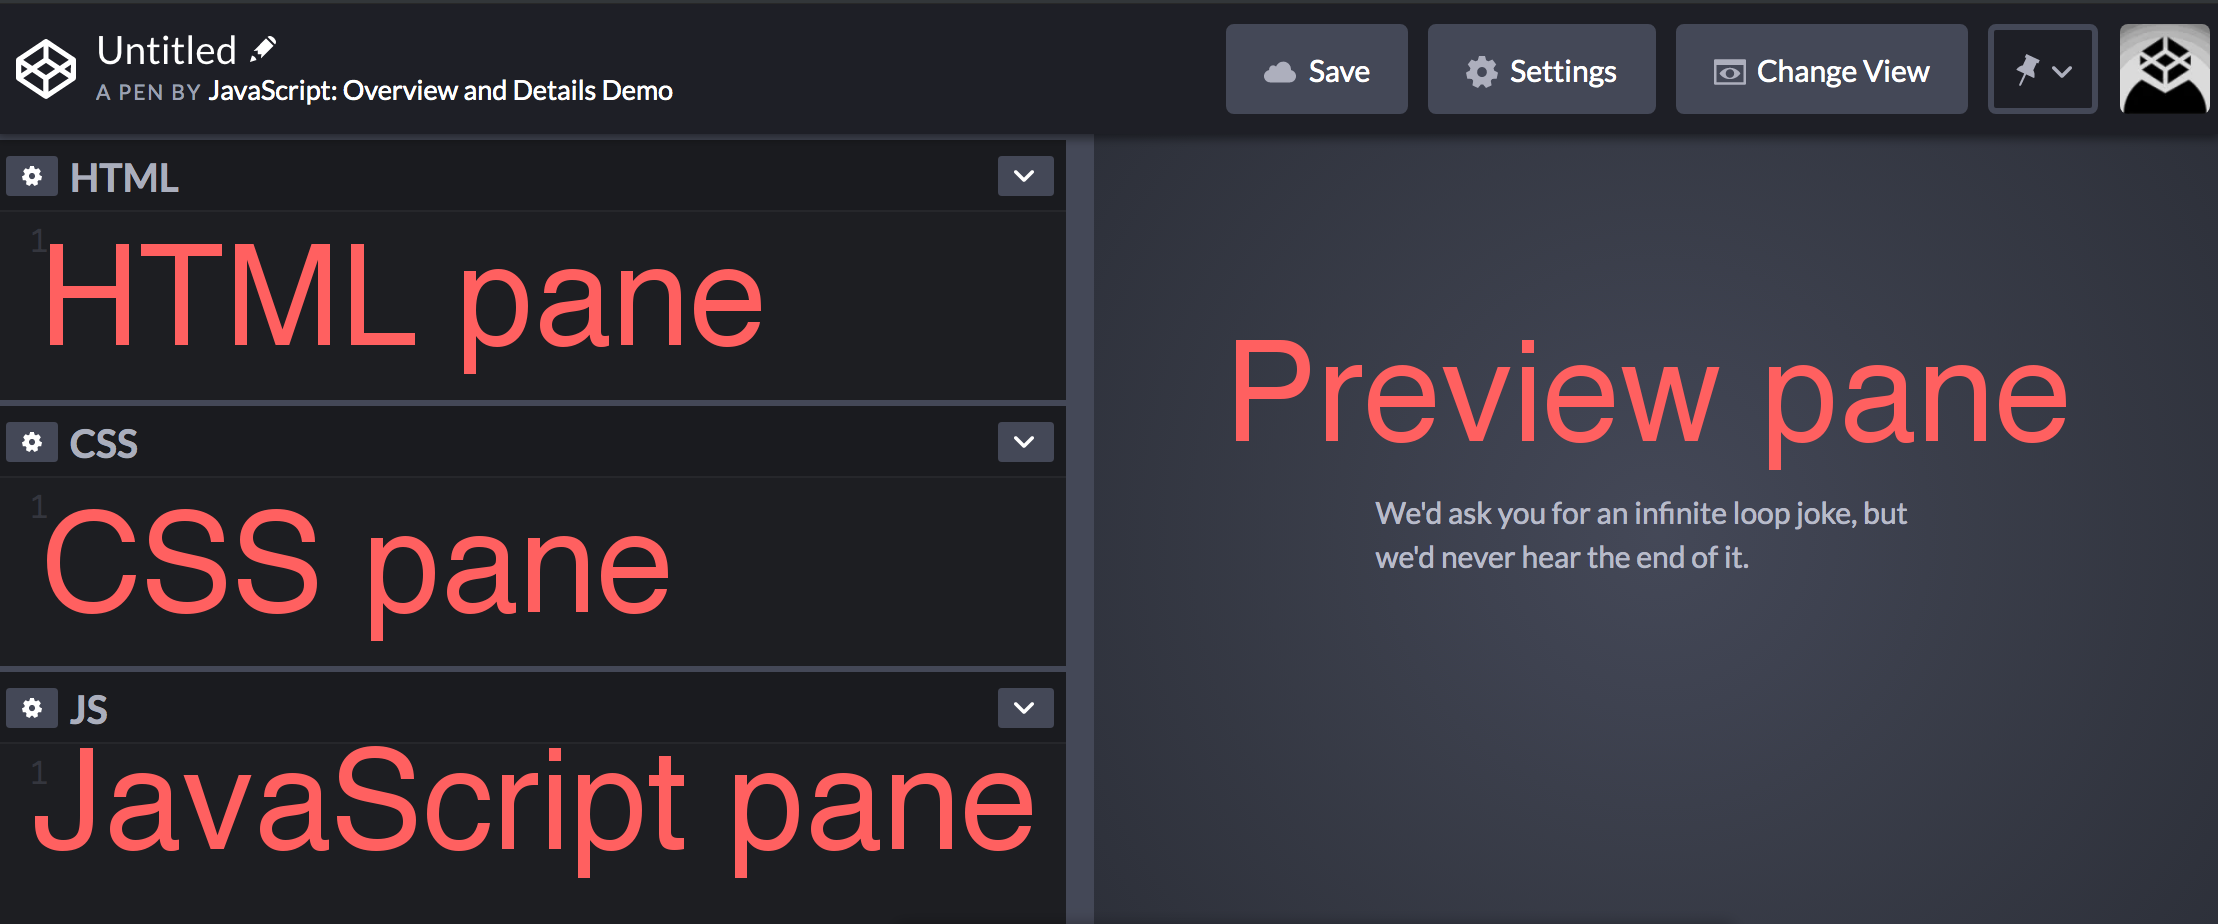 Untitled
A PEN BY JavaScript: Overview and Details Demo
Save
Settings
Change View
HTML
1
HTML pane
CSS
1
CSS pane
JS
1
JavaScript pane
Preview pane
We'd ask you for an infinite loop joke, but
we'd never hear the end of it.